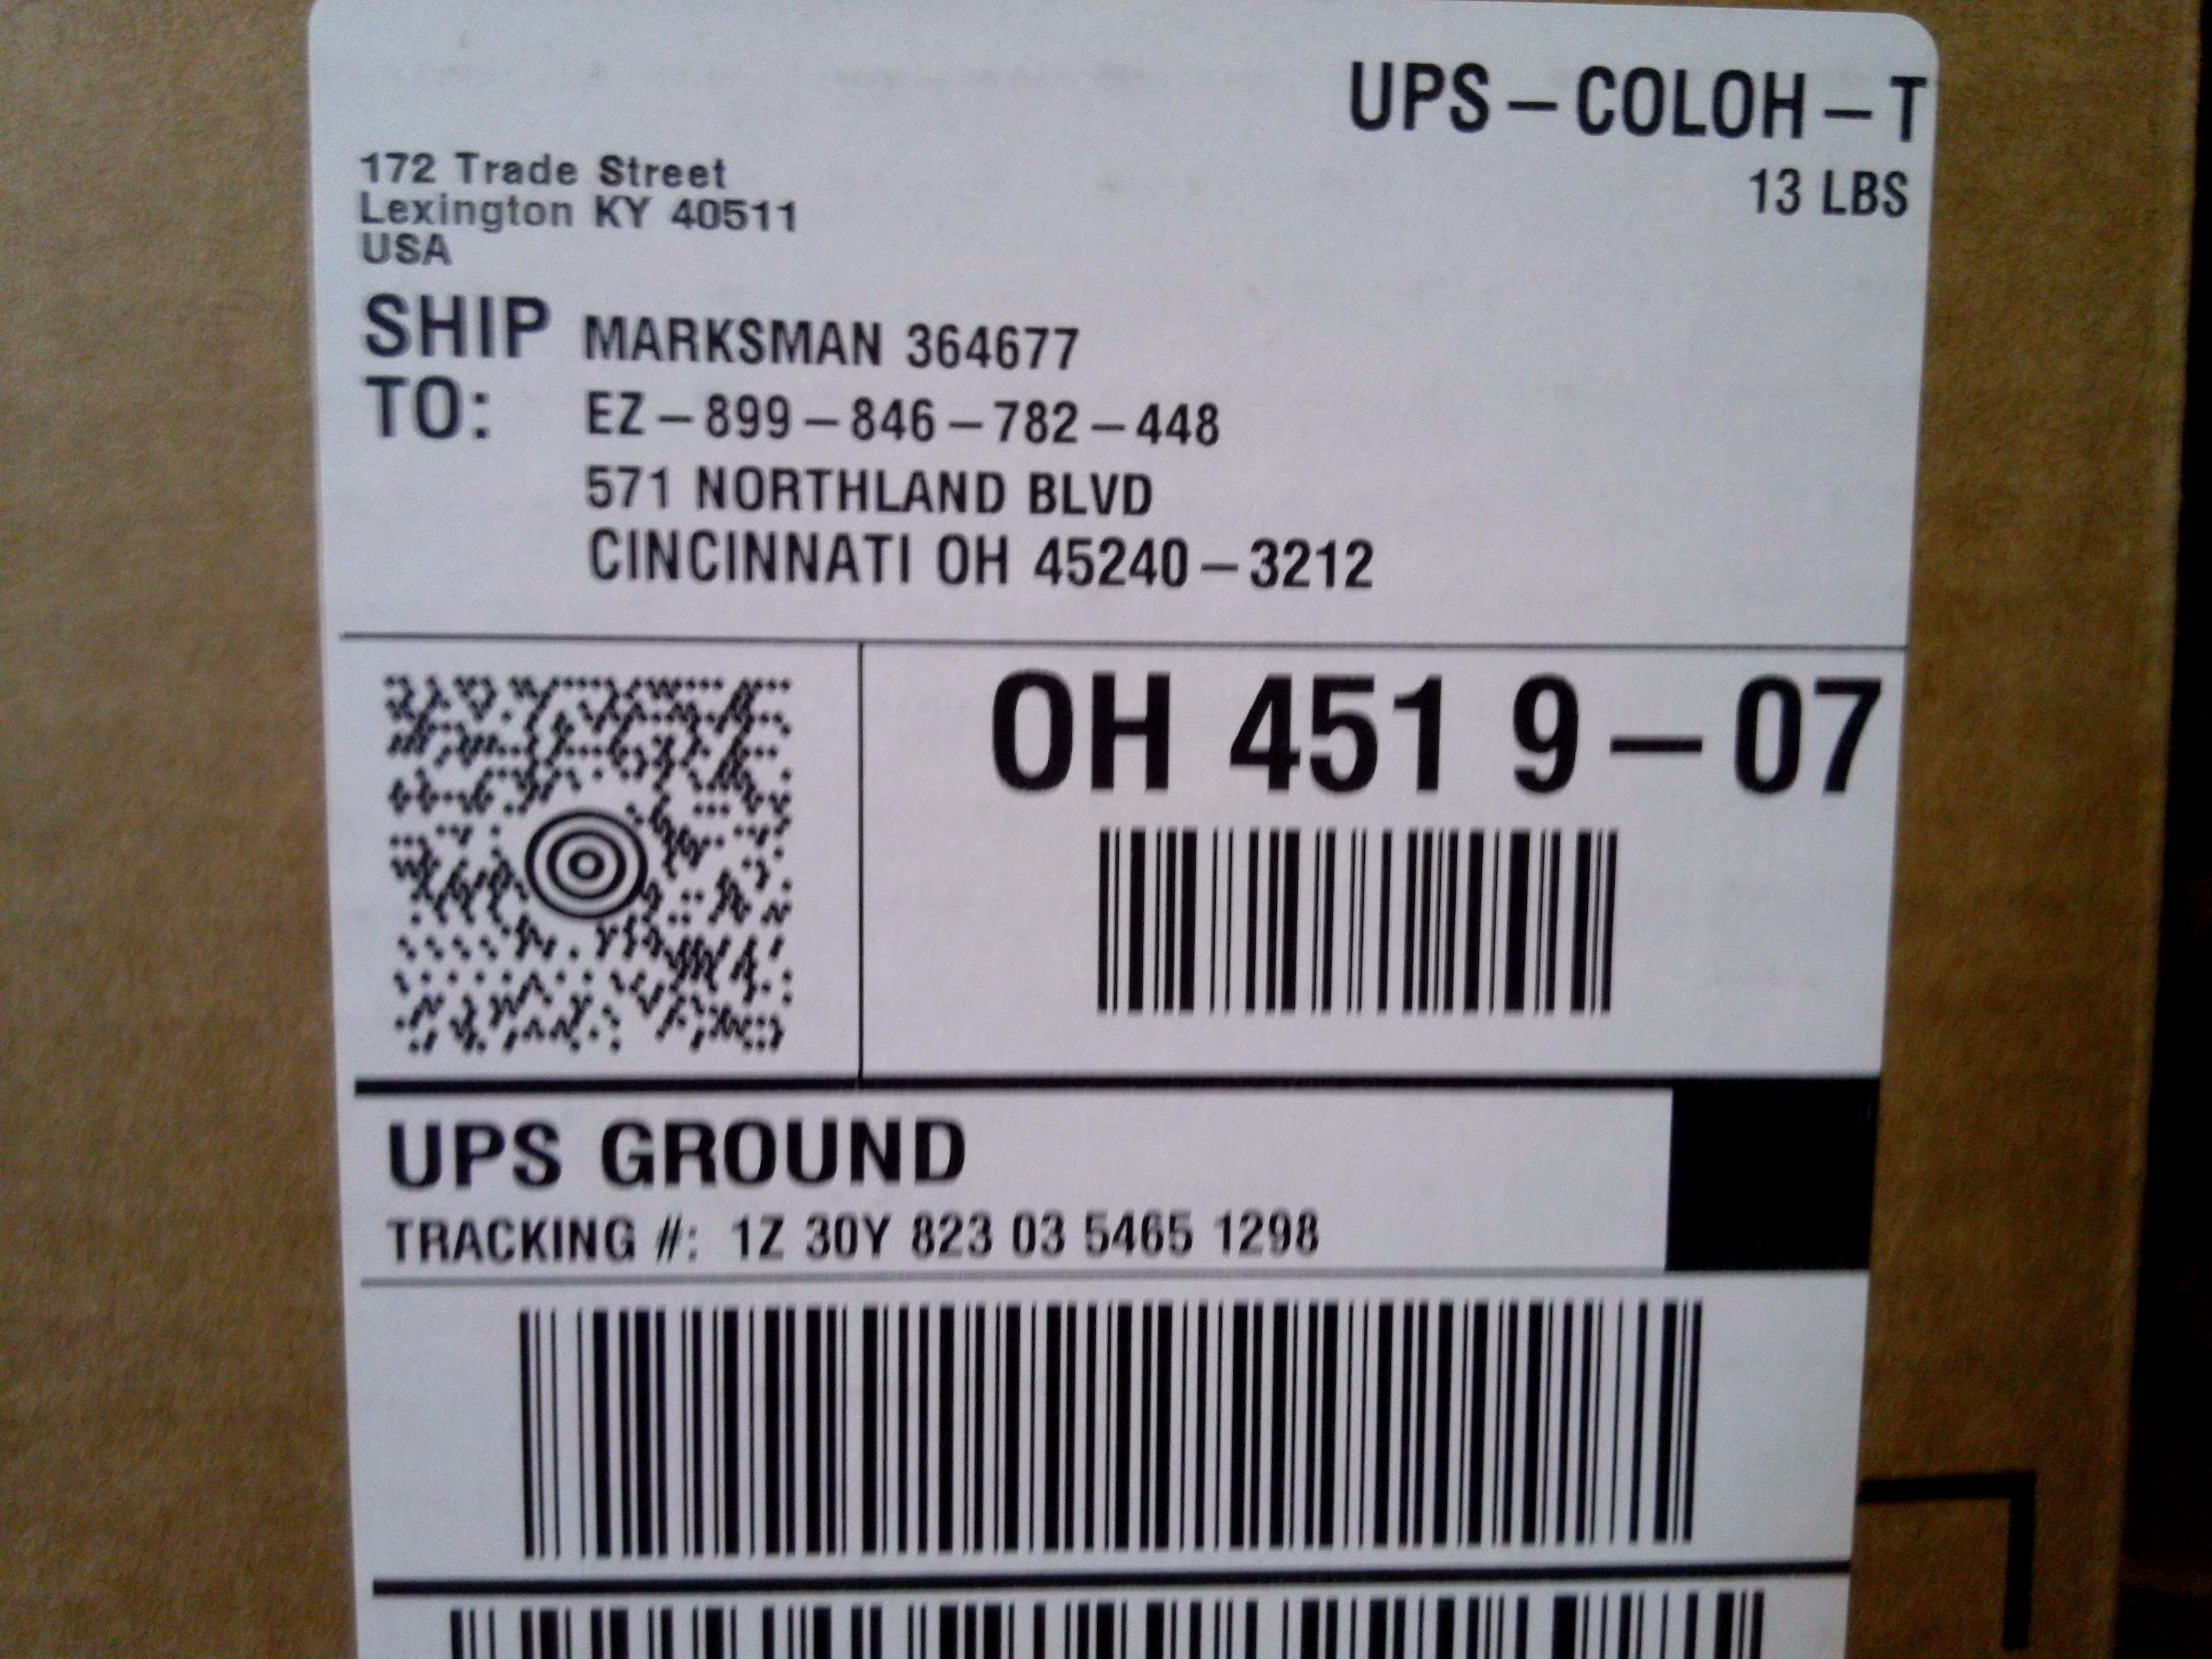 UPS – COLOH – T
13 LBS
172 Trade Street
Lexington KY 40511
USA
SHIP TO:
MARKSMAN 364677
EZ – 899 – 846 – 782 – 448
571 NORTHLAND BLVD
CINCINNATI OH 45240 – 3212
OH 451 9 – 07
UPS GROUND
TRACKING #: 1Z 30Y 823 03 5465 1298